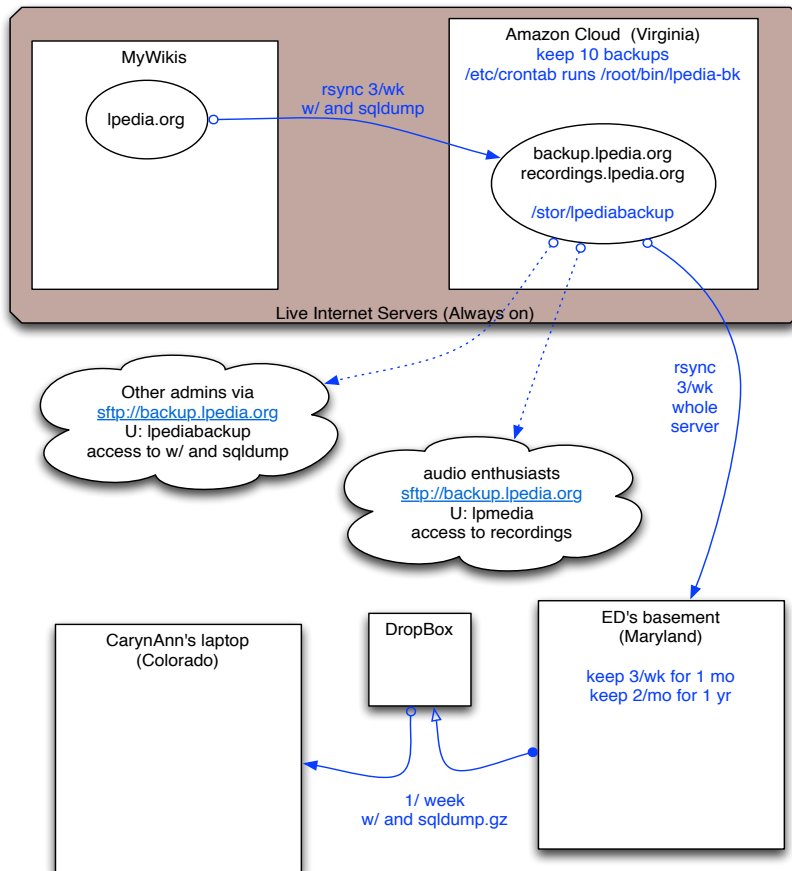 MyWikis
lpedia.org
rsync 3/wk
w/ and sqldump
Amazon Cloud  (Virginia)
keep 10 backups
/etc/crontab runs /root/bin/lpedia-bk
backup.lpedia.org
recordings.lpedia.org
/stor/lpediabackup
Live Internet Servers (Always on)
Other admins via
sftp://backup.lpedia.org
U: lpediabackup
access to w/ and sqldump
audio enthusiasts
sftp://backup.lpedia.org
U: lpmedia
access to recordings
rsync
3/wk
whole
server
CarynAnn's laptop
(Colorado)
DropBox
1/ week
w/ and sqldump.gz
ED's basement
(Maryland)
keep 3/wk for 1 mo
keep 2/mo for 1 yr